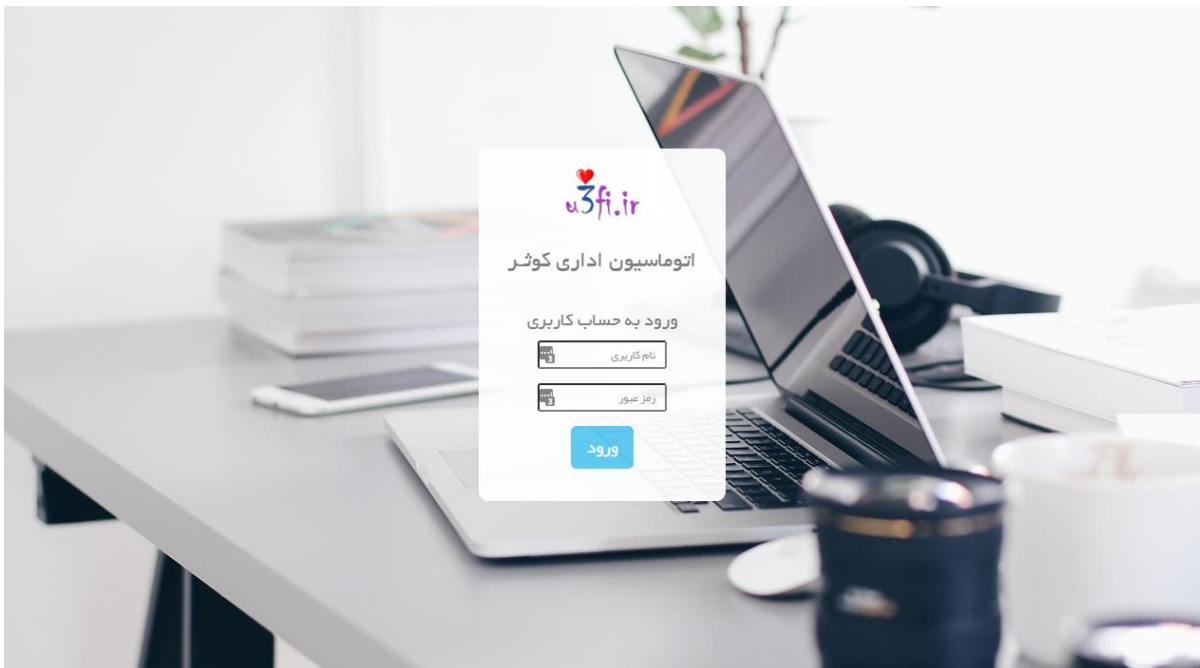 u3fi.ir
اتوماسیون اداری کوثر
ورود به حساب کاربری
نام کاربری
رمز عبور
ورود